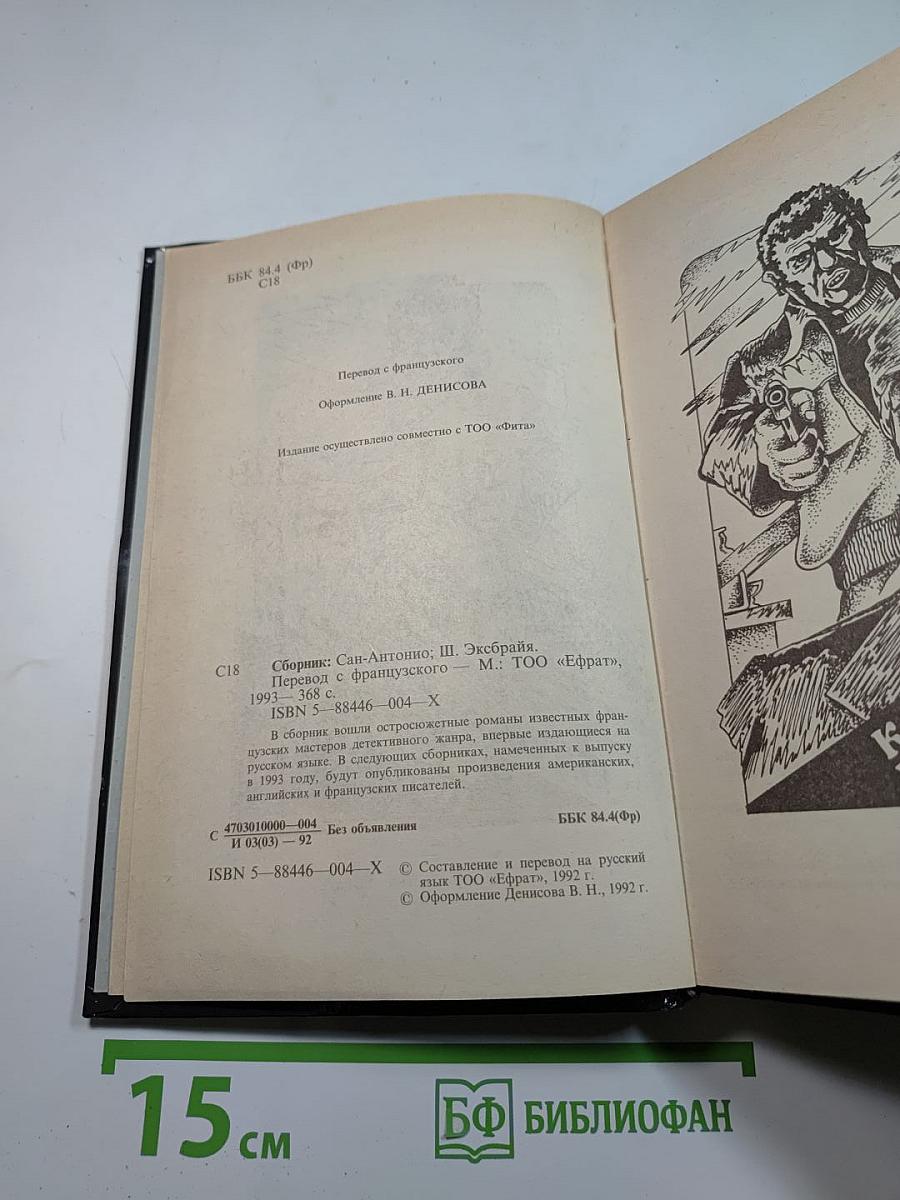 ББК 84.4 (Фр)
С18
Перевод с французского
Оформление В. Н. ДЕНИСОВА
Издание осуществлено совместно с ТОО «Фита»
С18 Сборник: Сан-Антонио; Ш. Эксбрайя.
Перевод с французского — М.: ТОО «Ефрат»,
1993— 368 с.
ISBN 5—88446—004—X
В сборник вошли остросюжетные романы известных фран-
цузских мастеров детективного жанра, впервые издающиеся на
русском языке. В следующих сборниках, намеченных к выпуску
в 1993 году, будут опубликованы произведения американских,
английских и французских писателей.
С 4703010000—004 Без объявления
И 03(03) — 92
ББК 84.4(Фр)
ISBN 5—88446—004—X
© Составление и перевод на русский
язык ТОО «Ефрат», 1992 г.
© Оформление Денисова В. Н., 1992 г.
15 см
БФ БИБЛИОФАН